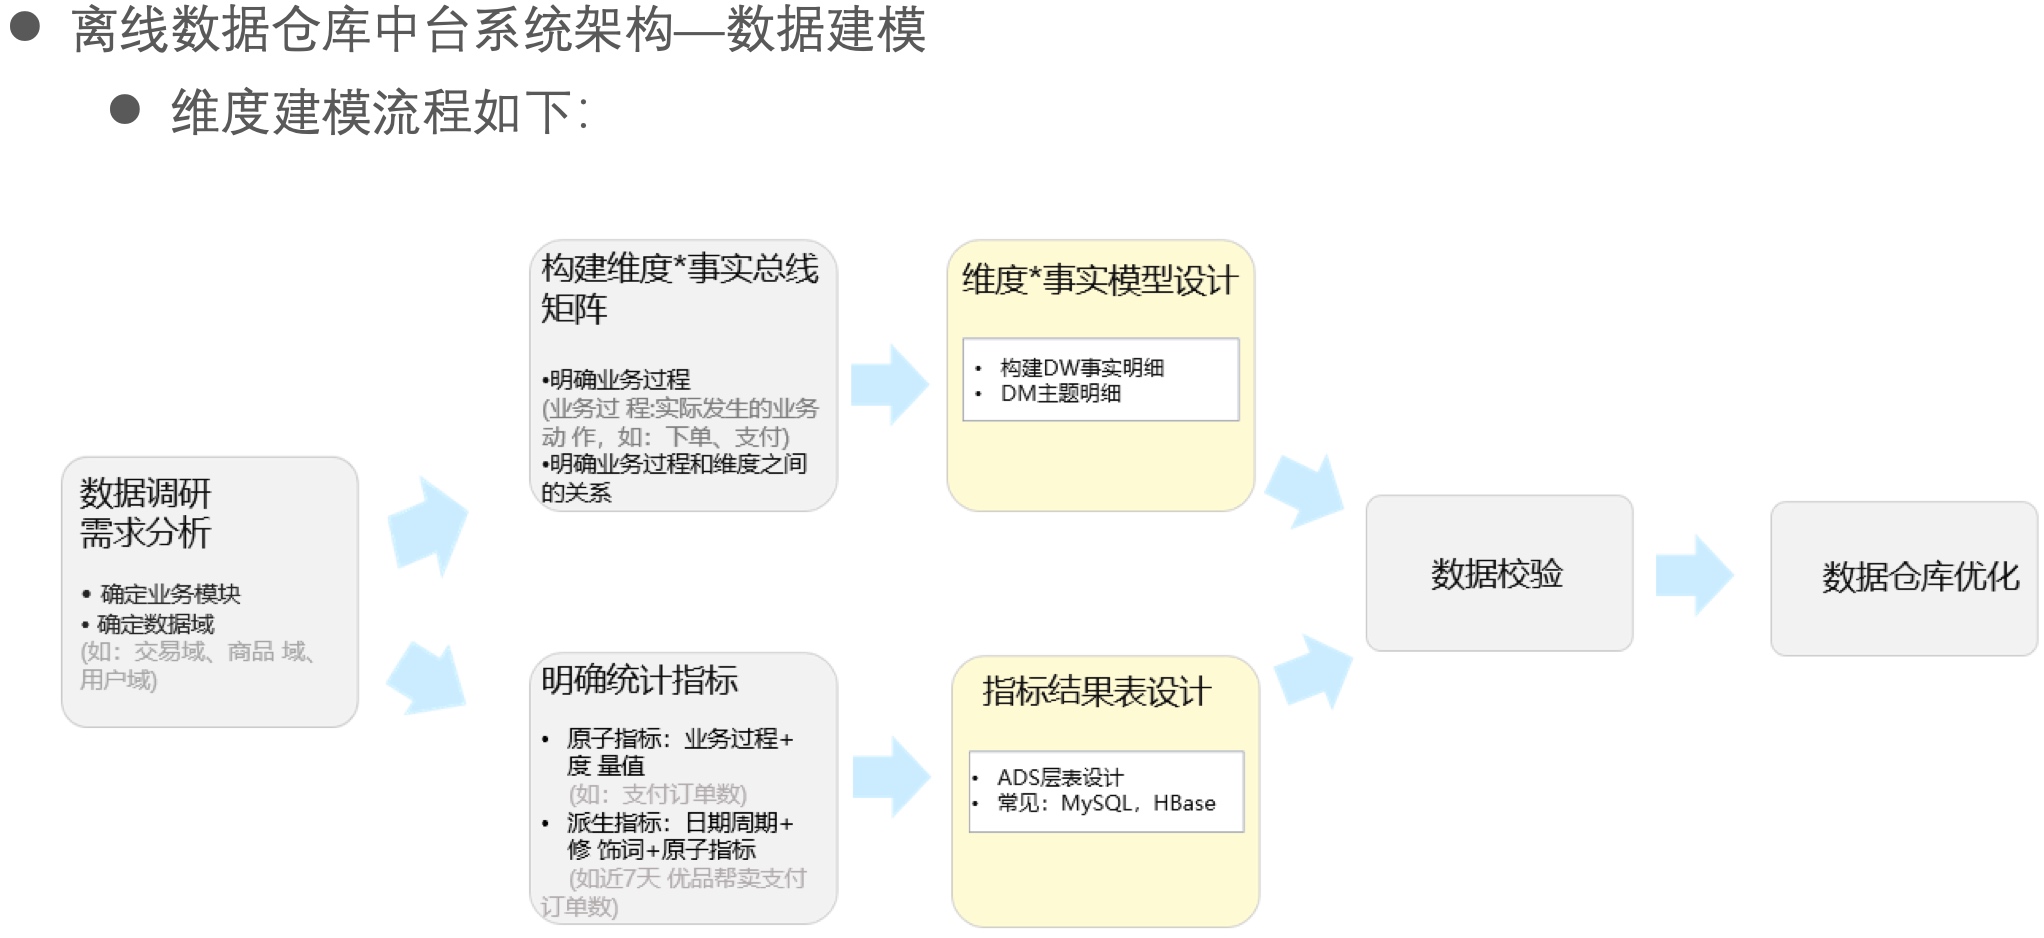 ● 离线数据仓库中台系统架构—数据建模
● 维度建模流程如下：
数据调研
需求分析
• 确定业务模块
• 确定数据域
(如：交易域、商品 域、
用户域)
构建维度*事实总线
矩阵
•明确业务过程
(业务过 程:实际发生的业务
动 作，如：下单、支付)
•明确业务过程和维度之间
的关系
维度*事实模型设计
• 构建DW事实明细
• DM主题明细
明确统计指标
• 原子指标：业务过程+
度 量值
(如：支付订单数)
• 派生指标：日期周期+
修 饰词+原子指标
(如近7天 优品帮卖支付
订单数)
指标结果表设计
• ADS层表设计
• 常见：MySQL，HBase
数据校验
数据仓库优化